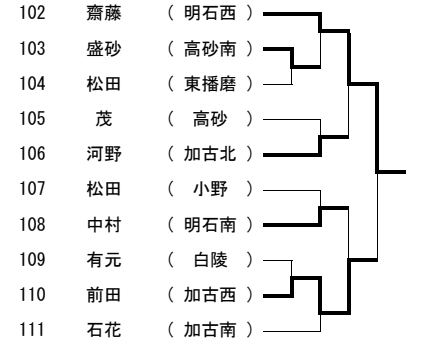 102 齋藤 ( 明石西 )
103 盛砂 ( 高砂南 )
104 松田 ( 東播磨 )
105 茂 ( 高砂 )
106 河野 ( 加古北 )
107 松田 ( 小野 )
108 中村 ( 明石南 )
109 有元 ( 白陵 )
110 前田 ( 加古西 )
111 石花 ( 加古南 )